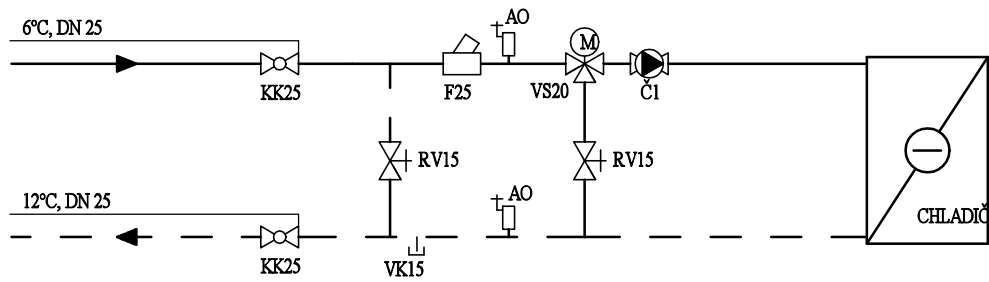 6°C, DN 25
AO
M
KK25
F25
VS20
Č1
RV15
RV15
12°C, DN 25
AO
CHLADIČ
KK25
VK15